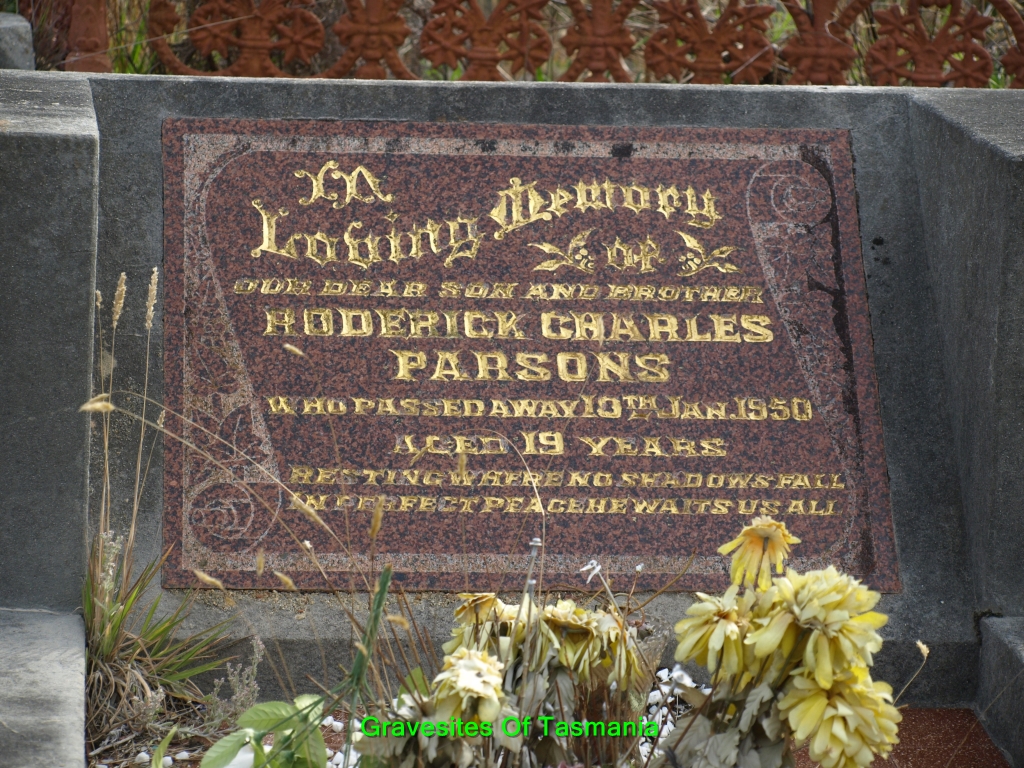 In
Loving Memory
of
OUR DEAR SON AND BROTHER
RODERICK CHARLES
PARSONS
WHO PASSED AWAY 19TH JAN. 1950
AGED 19 YEARS
RESTING WHERE NO SHADOWS FALL
IN PERFECT PEACE HE WAITS US ALL
Gravesites Of Tasmania